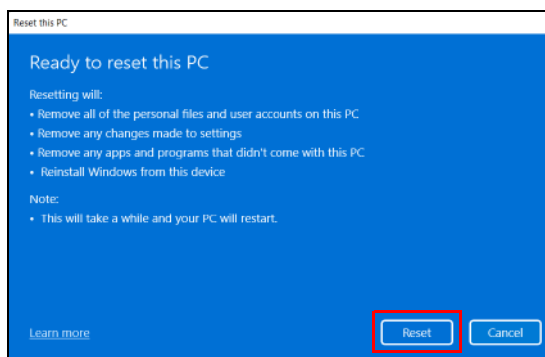 Reset this PC
Ready to reset this PC
Resetting will:
• Remove all of the personal files and user accounts on this PC
• Remove any changes made to settings
• Remove any apps and programs that didn't come with this PC
• Reinstall Windows from this device
Note:
• This will take a while and your PC will restart.
Learn more
Reset
Cancel